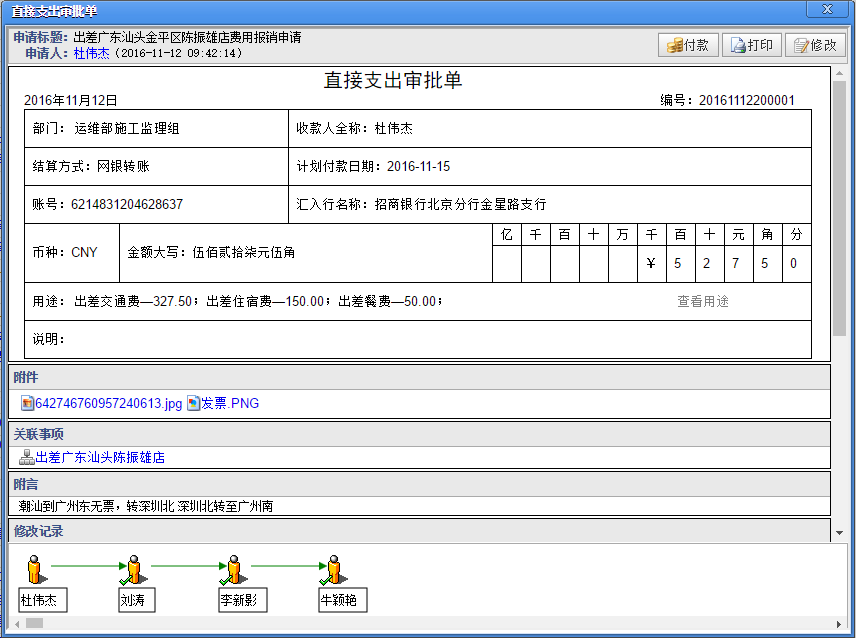 直接支出审批单
申请标题：出差广东汕头金平区陈振雄店费用报销申请
申请人：杜伟杰（2016-11-12 09:42:14）
付款 打印 修改
直接支出审批单
2016年11月12日 编号：20161112200001
部门：运维部施工监理组 收款人全称：杜伟杰
结算方式：网银转账 计划付款日期：2016-11-15
账号：6214831204628637 汇入行名称：招商银行北京分行金星路支行
币种：CNY 金额大写：伍佰贰拾柒元伍角
亿 千 百 十 万 千 百 十 元 角 分
¥ 5 2 7 5 0
用途：出差交通费—327.50；出差住宿费—150.00；出差餐费—50.00； 查看用途
说明：
附件
642746760957240613.jpg 发票.PNG
关联事项
出差广东汕头陈振雄店
附言
潮汕到广州东无票，转深圳北 深圳北转至广州南
修改记录
杜伟杰 刘涛 李新影 牛颖艳